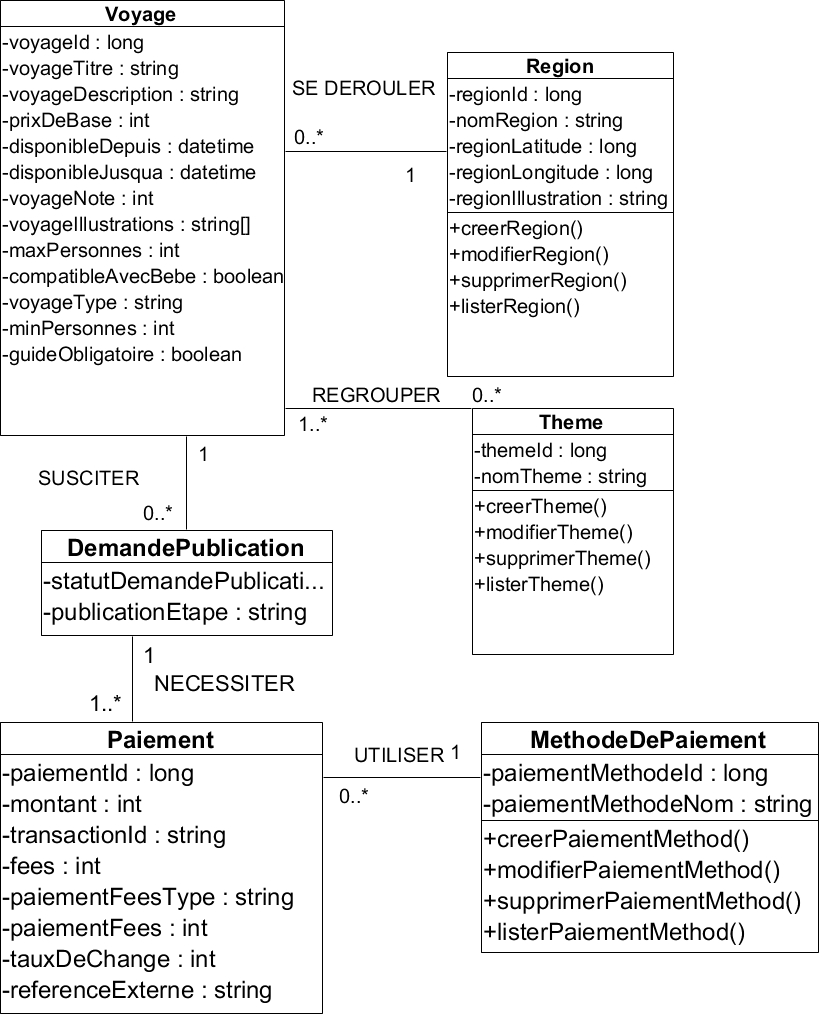 Voyage
-voyageId : long
-voyageTitre : string
-voyageDescription : string
-prixDeBase : int
-disponibleDepuis : datetime
-disponibleJusqua : datetime
-voyageNote : int
-voyageIllustrations : string[]
-maxPersonnes : int
-compatibleAvecBebe : boolean
-voyageType : string
-minPersonnes : int
-guideObligatoire : boolean
SE DEROULER
0..*
1
Region
-regionId : long
-nomRegion : string
-regionLatitude : long
-regionLongitude : long
-regionIllustration : string
+creerRegion()
+modifierRegion()
+supprimerRegion()
+listerRegion()
REGROUPER
0..*
1..*
Theme
-themeId : long
-nomTheme : string
+creerTheme()
+modifierTheme()
+supprimerTheme()
+listerTheme()
1
SUSCITER
0..*
DemandePublication
-statutDemandePublicati...
-publicationEtape : string
1
NECESSITER
1..*
Paiement
-paiementId : long
-montant : int
-transactionId : string
-fees : int
-paiementFeesType : string
-paiementFees : int
-tauxDeChange : int
-referenceExterne : string
UTILISER 1
0..*
MethodeDePaiement
-paiementMethodeId : long
-paiementMethodeNom : string
+creerPaiementMethod()
+modifierPaiementMethod()
+supprimerPaiementMethod()
+listerPaiementMethod()